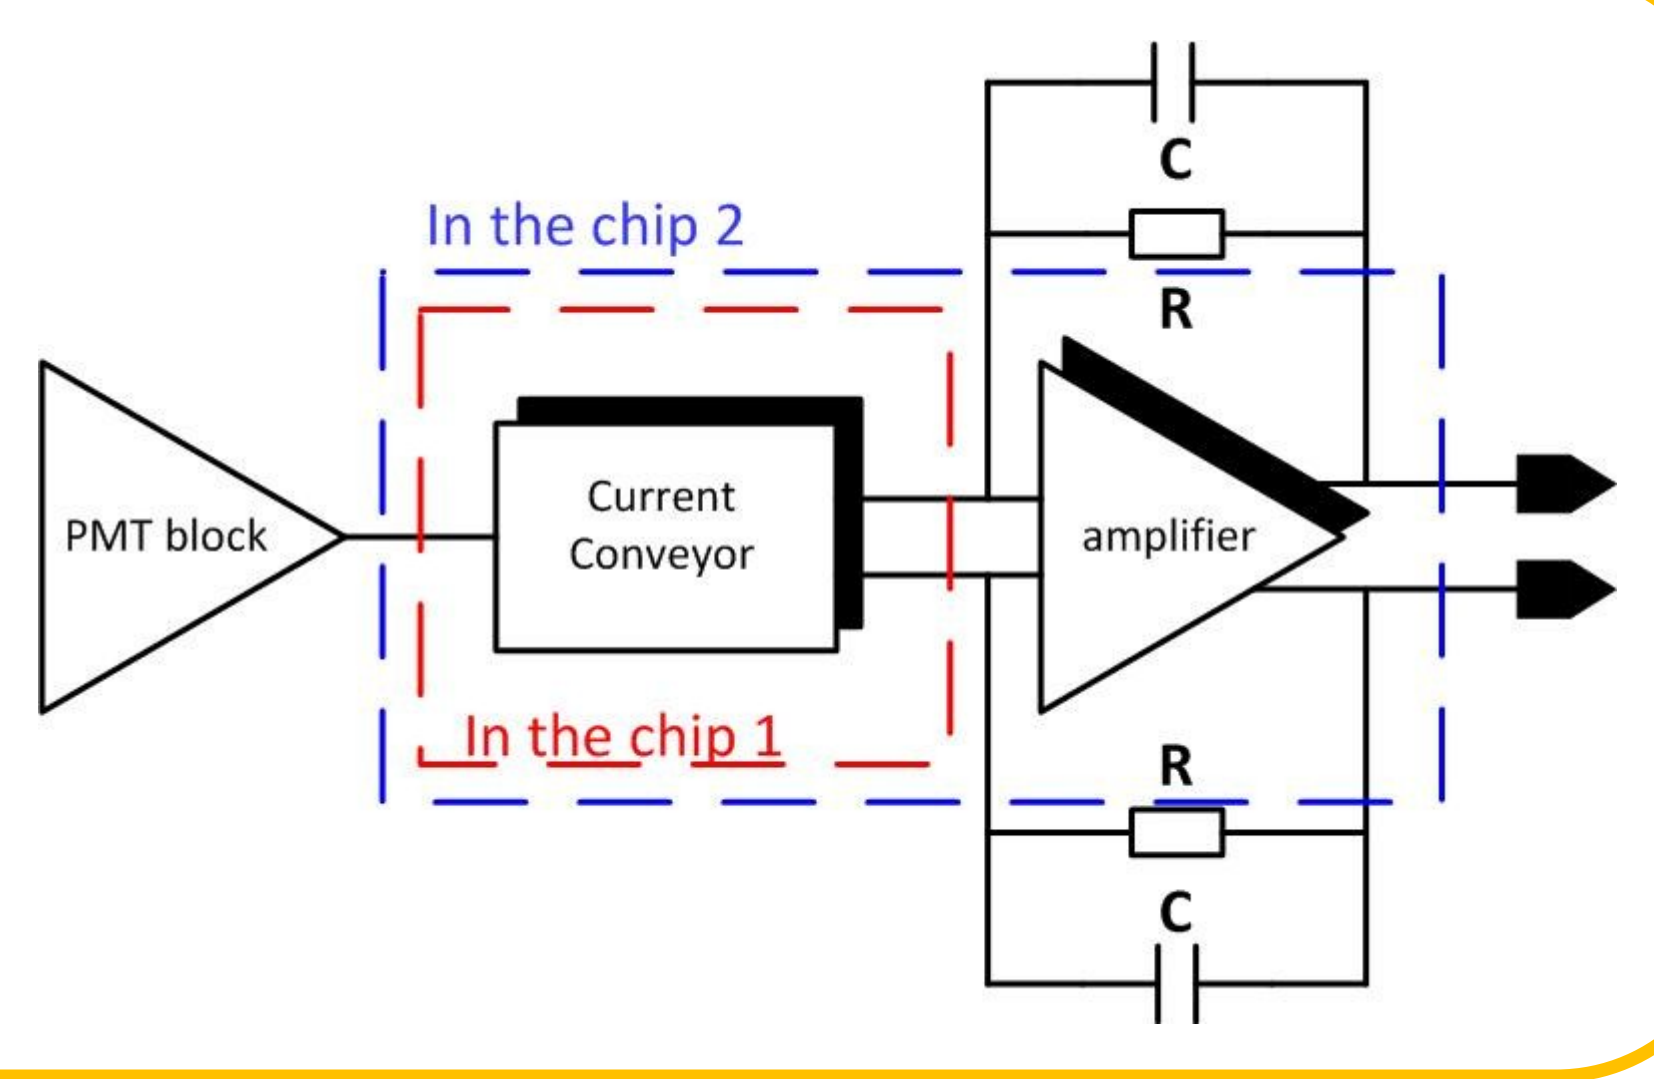 C
In the chip 2
R
Current
Conveyor
PMT block
amplifier
In the chip 1
R
C